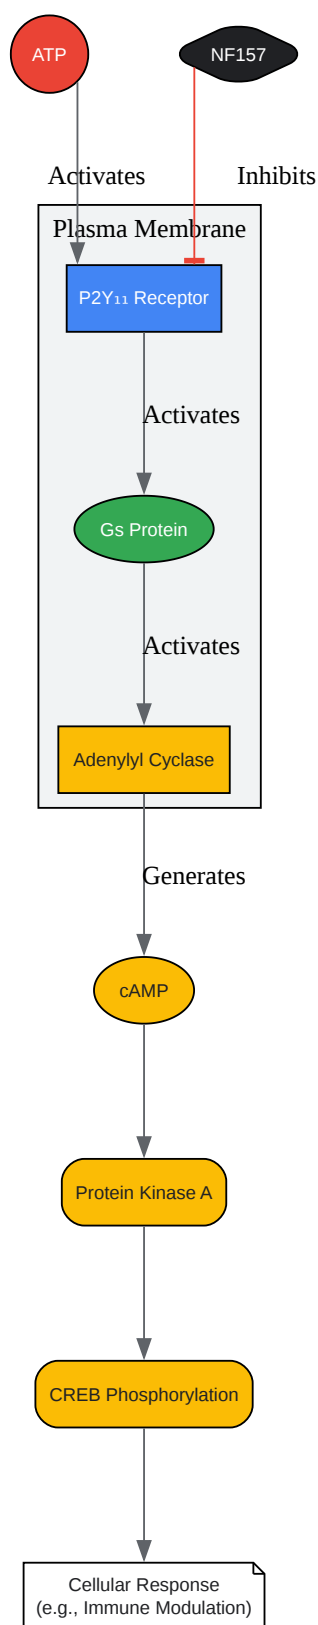 ATP
NF157
Activates
Inhibits
Plasma Membrane
P2Y₁₁ Receptor
Activates
Gs Protein
Activates
Adenylyl Cyclase
Generates
cAMP
Protein Kinase A
CREB Phosphorylation
Cellular Response
(e.g., Immune Modulation)